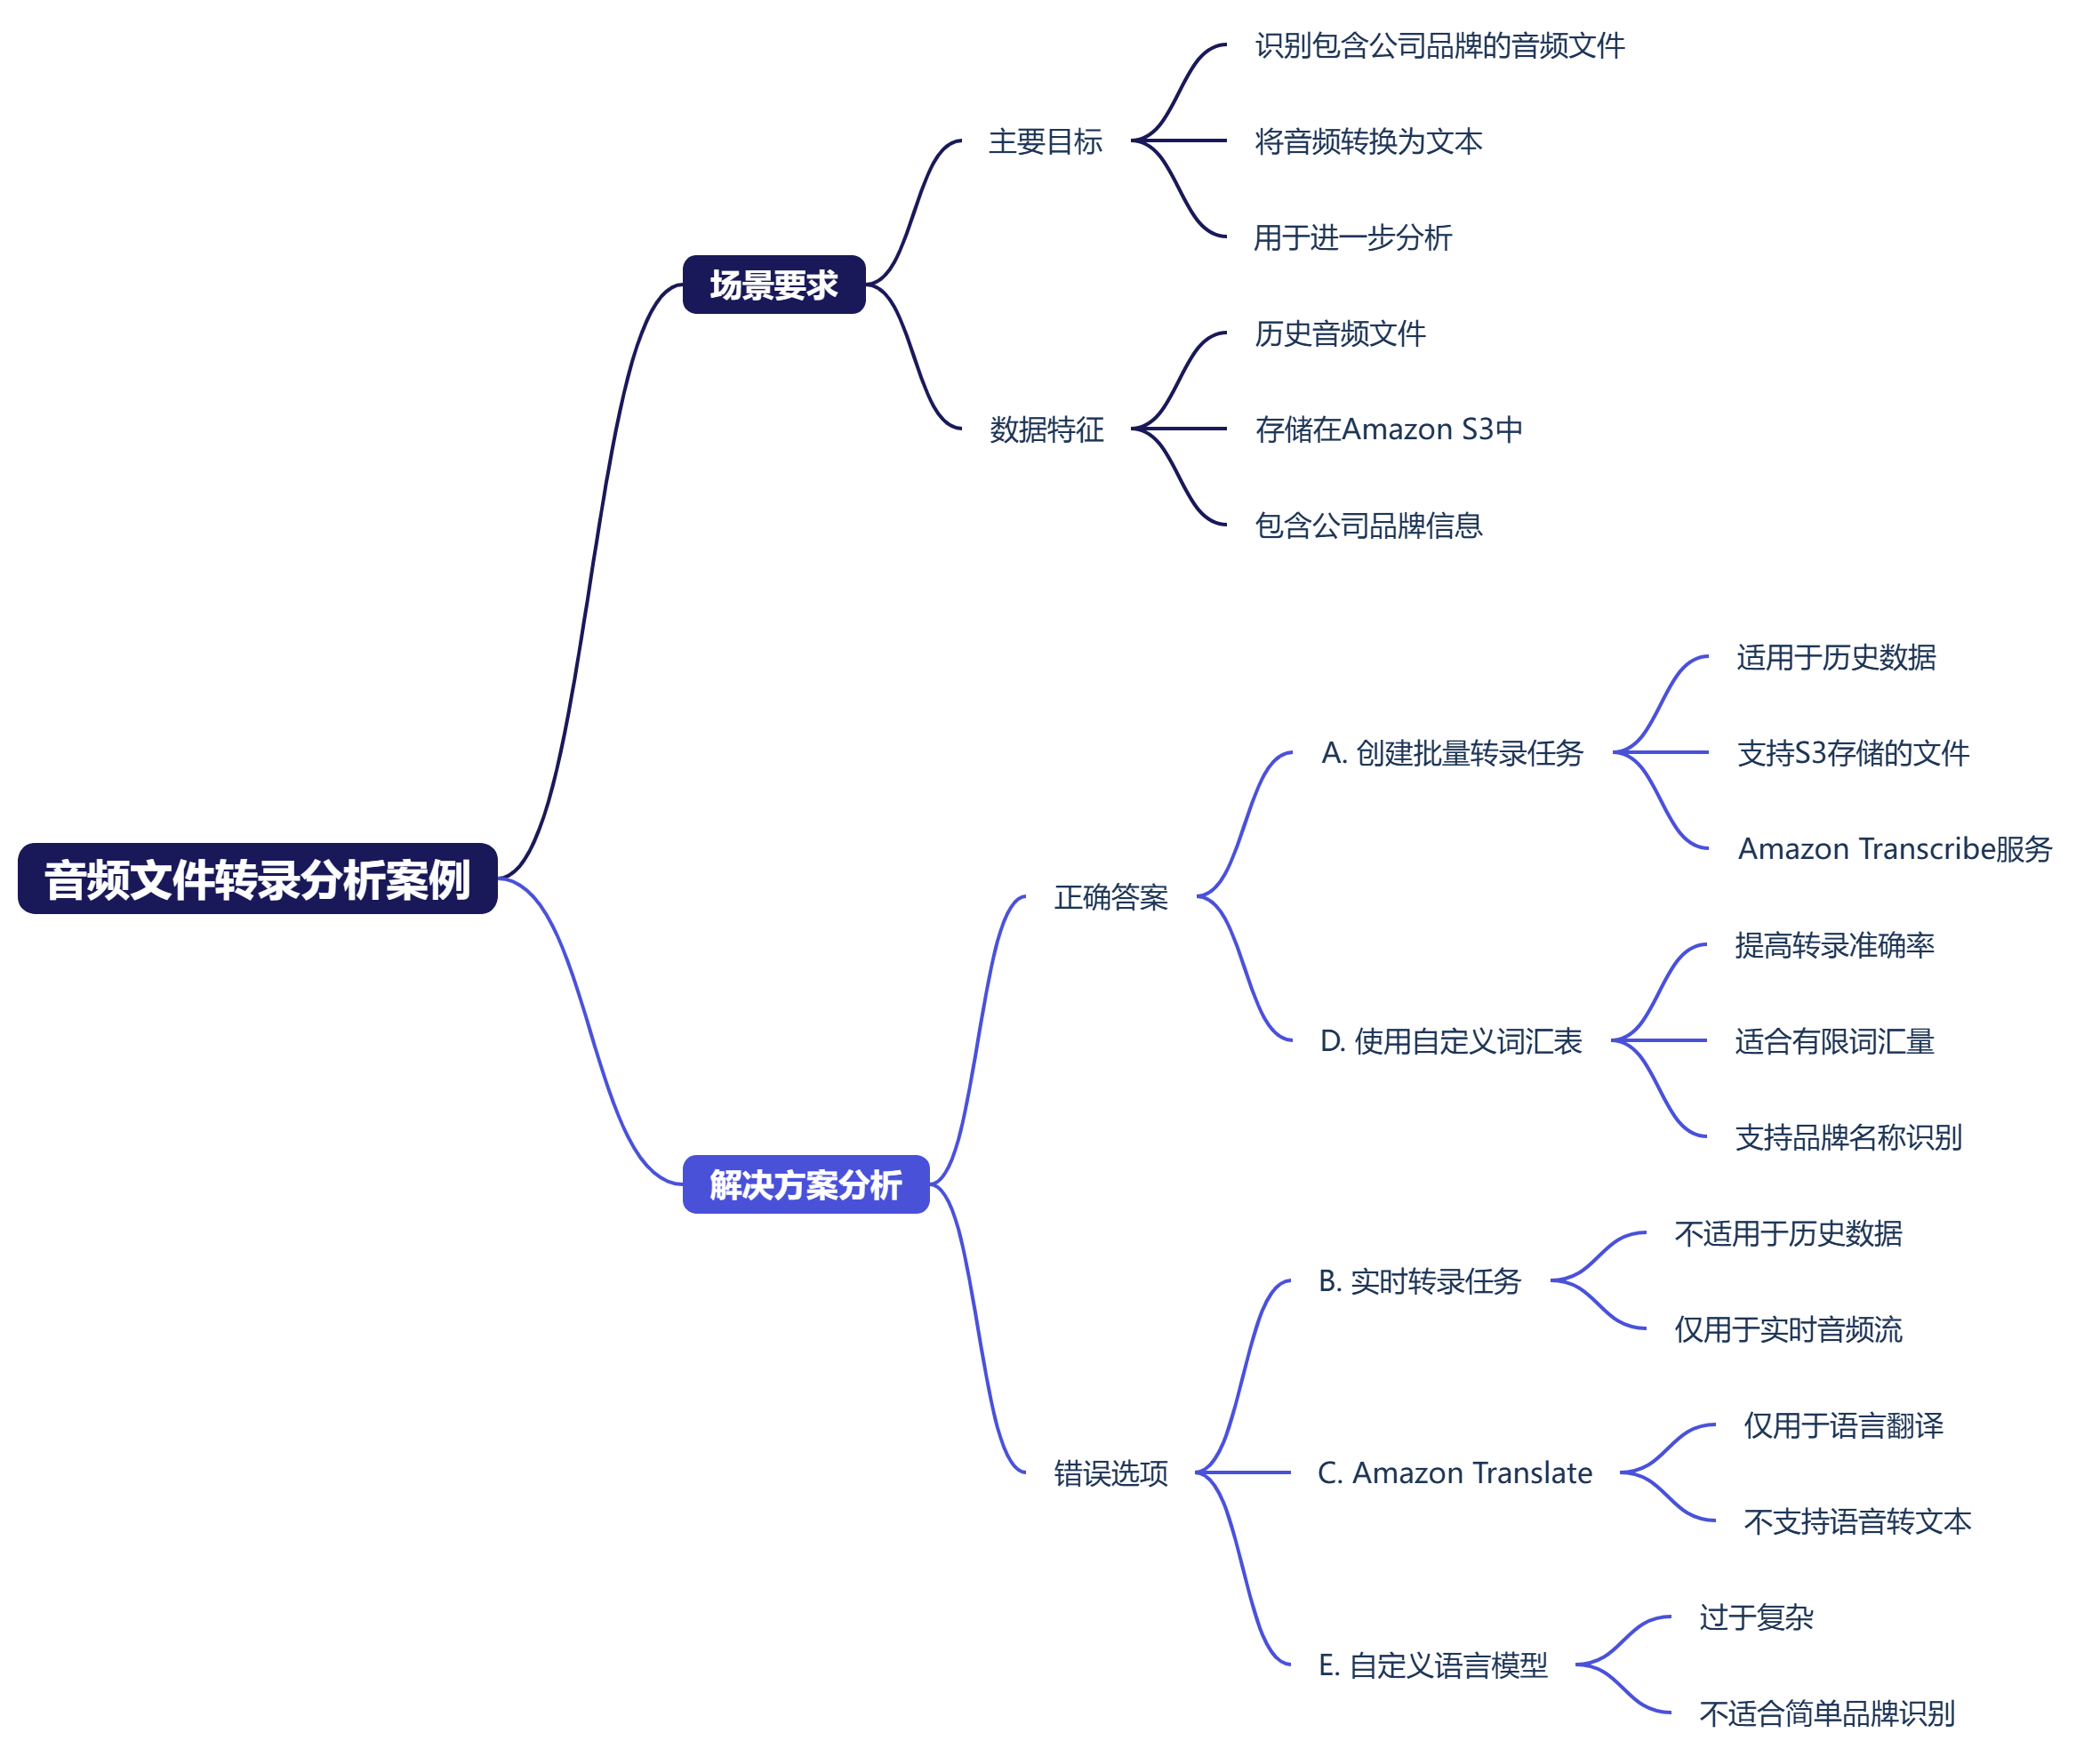 音频文件转录分析案例
场景要求
主要目标
识别包含公司品牌的音频文件
将音频转换为文本
用于进一步分析
数据特征
历史音频文件
存储在Amazon S3中
包含公司品牌信息
解决方案分析
正确答案
A. 创建批量转录任务
适用于历史数据
支持S3存储的文件
Amazon Transcribe服务
D. 使用自定义词汇表
提高转录准确率
适合有限词汇量
支持品牌名称识别
错误选项
B. 实时转录任务
不适用于历史数据
仅用于实时音频流
C. Amazon Translate
仅用于语言翻译
不支持语音转文本
E. 自定义语言模型
过于复杂
不适合简单品牌识别